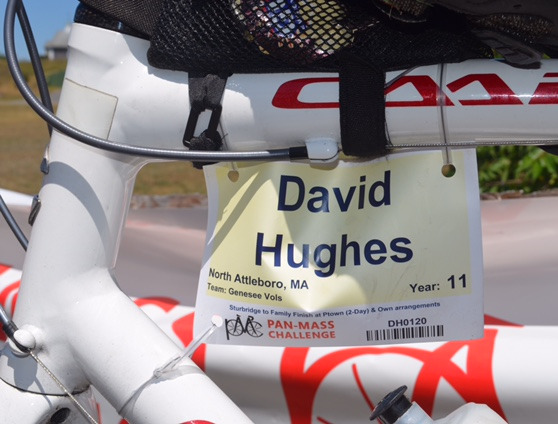 David
Hughes
North Attleboro, MA
Team: Genesee Vols
Year: 11
Sturbridge to Family Finish at Ptown (2-Day) & Own arrangements
PAN-MASS
CHALLENGE
DH0120